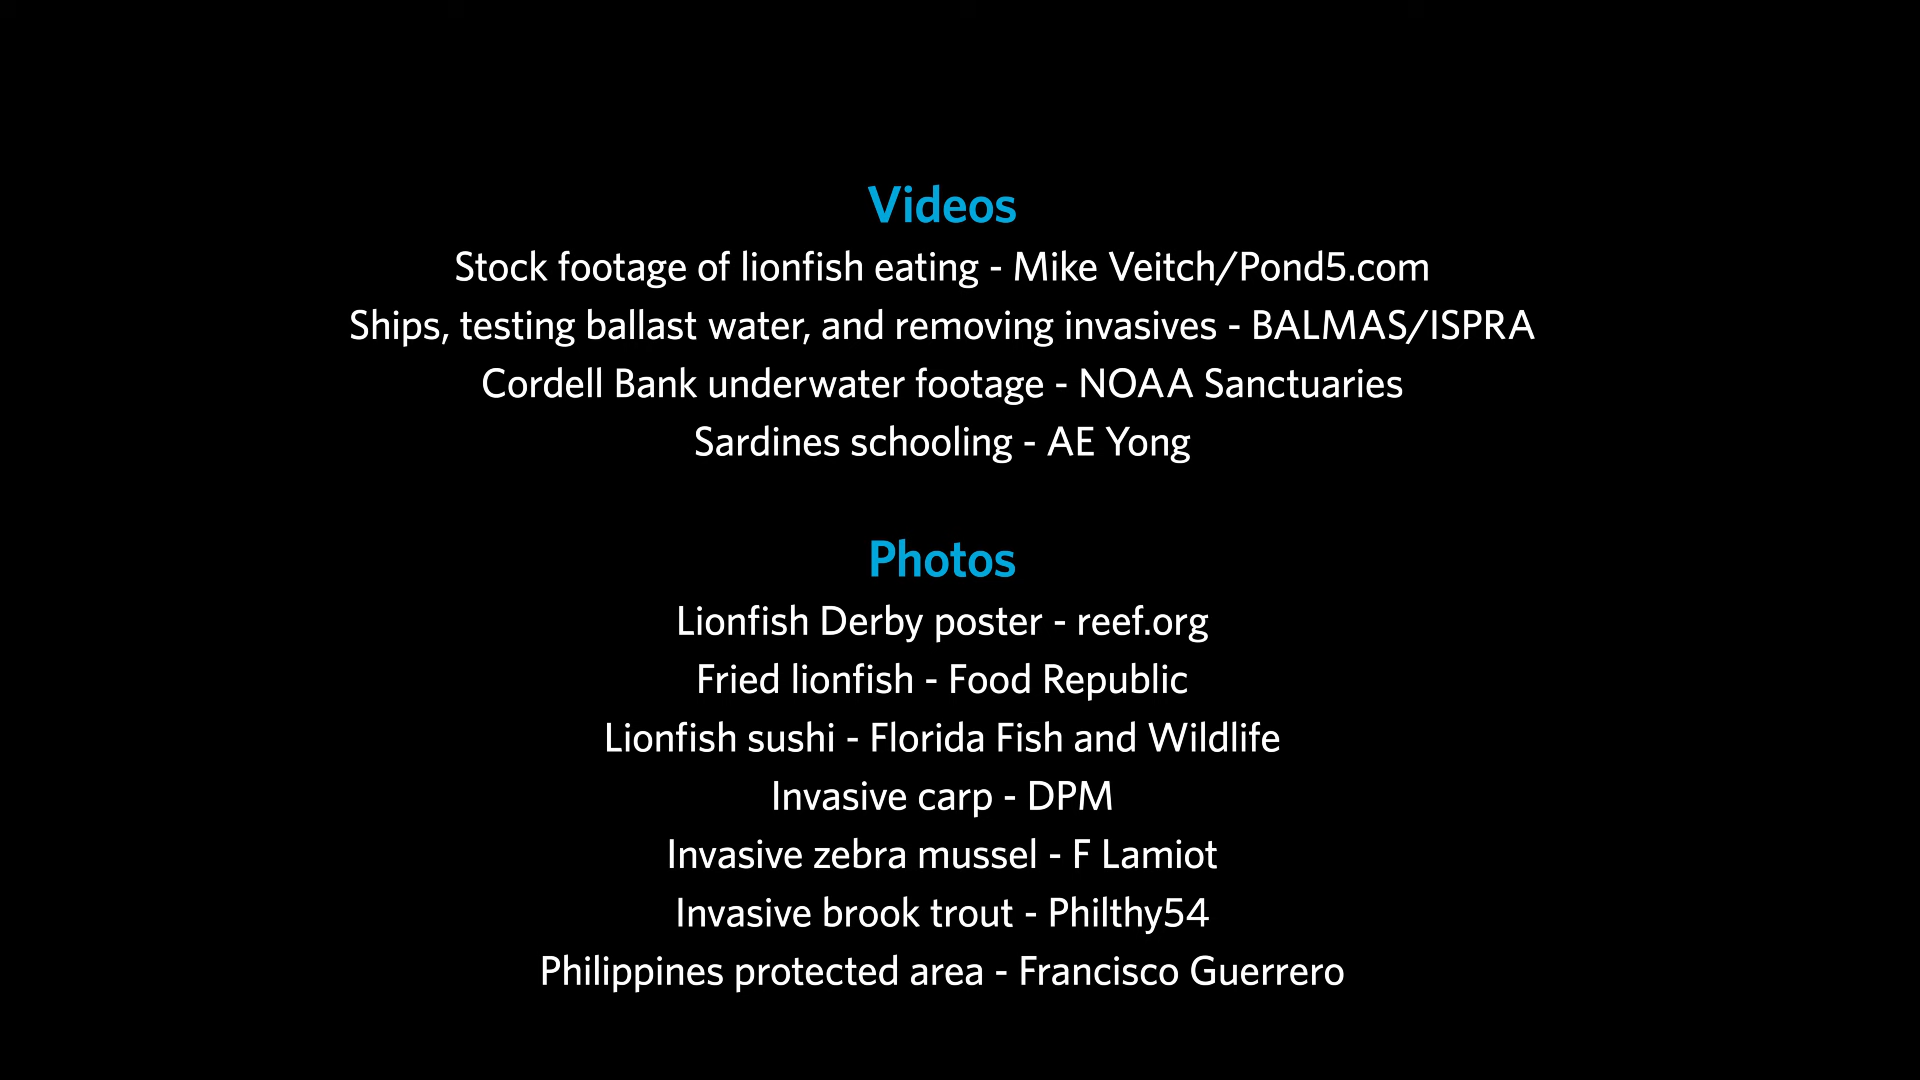 Videos
Stock footage of lionfish eating - Mike Veitch/Pond5.com
Ships, testing ballast water, and removing invasives - BALMAS/ISPRA
Cordell Bank underwater footage - NOAA Sanctuaries
Sardines schooling - AE Yong
Photos
Lionfish Derby poster - reef.org
Fried lionfish - Food Republic
Lionfish sushi - Florida Fish and Wildlife
Invasive carp - DPM
Invasive zebra mussel - F Lamiot
Invasive brook trout - Philthy54
Philippines protected area - Francisco Guerrero